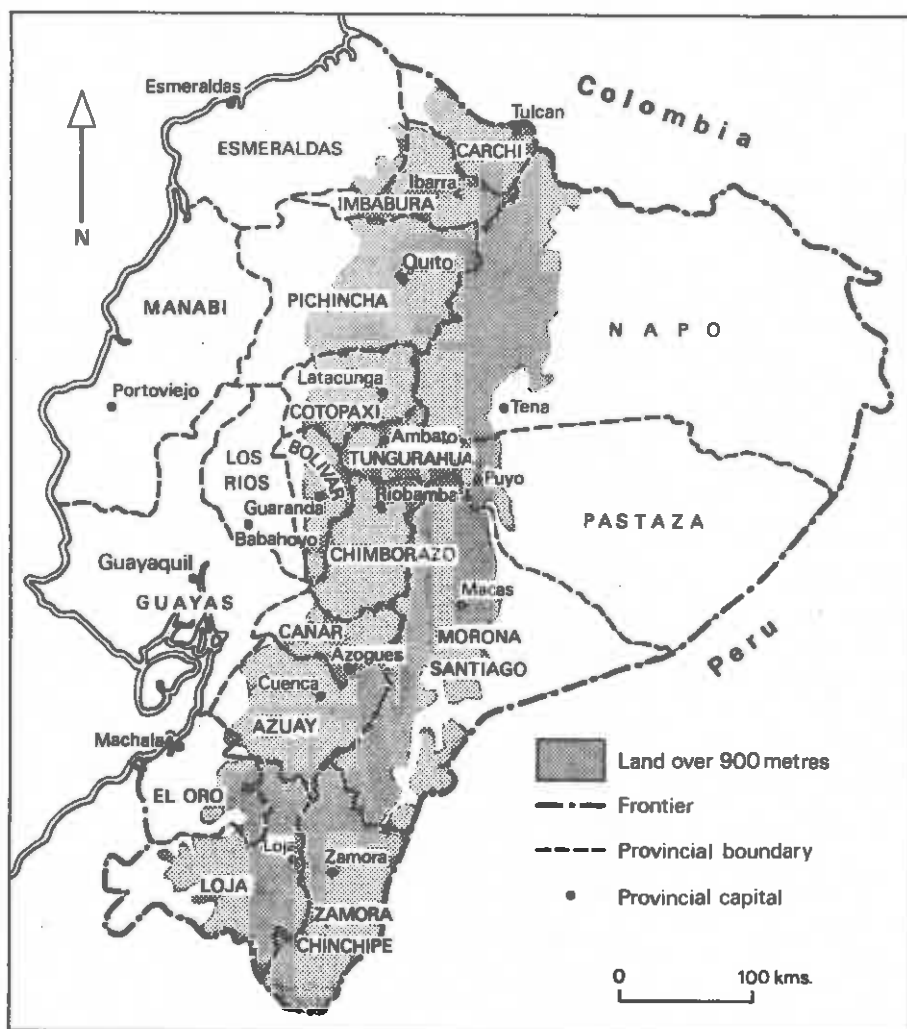 Colombia
Esmeraldas
Tulcan
ESMERALDAS
CARCHI
Ibarra
IMBABURA
N
Quito
MANABI
PICHINCHA
NAPO
Latacunga
Portoviejo
COTOPAXI
Tena
Ambato
BOLIVAR
TUNGURAHUA
LOS
RIOS
Puyo
Riobamba
Guaranda
PASTAZA
Babahoyo
CHIMBORAZO
Guayaquil
Macas
GUAYAS
CAÑAR
MORONA
SANTIAGO
Azogues
Peru
Cuenca
AZUAY
Machala
Land over 900 metres
EL ORO
Frontier
Loja
Zamora
Provincial boundary
LOJA
Provincial capital
ZAMORA
CHINCHIPE
0 100 kms.